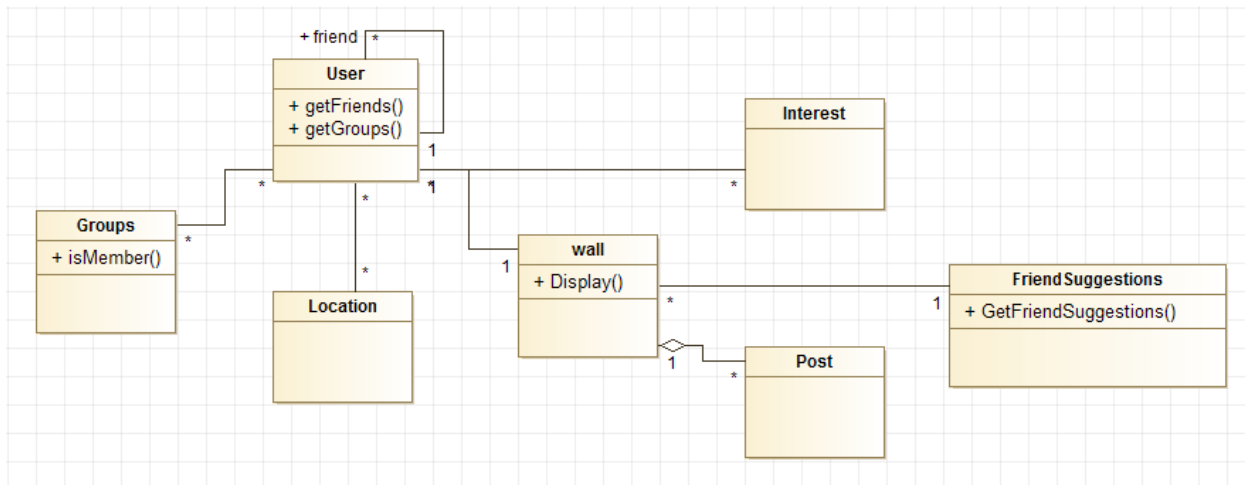 + friend *
User
+ getFriends()
+ getGroups()
1
*
1
*
*
Interest
*
Groups
+ isMember()
*
*
Location
wall
+ Display()
1
*
1
FriendSuggestions
+ GetFriendSuggestions()
1
*
Post